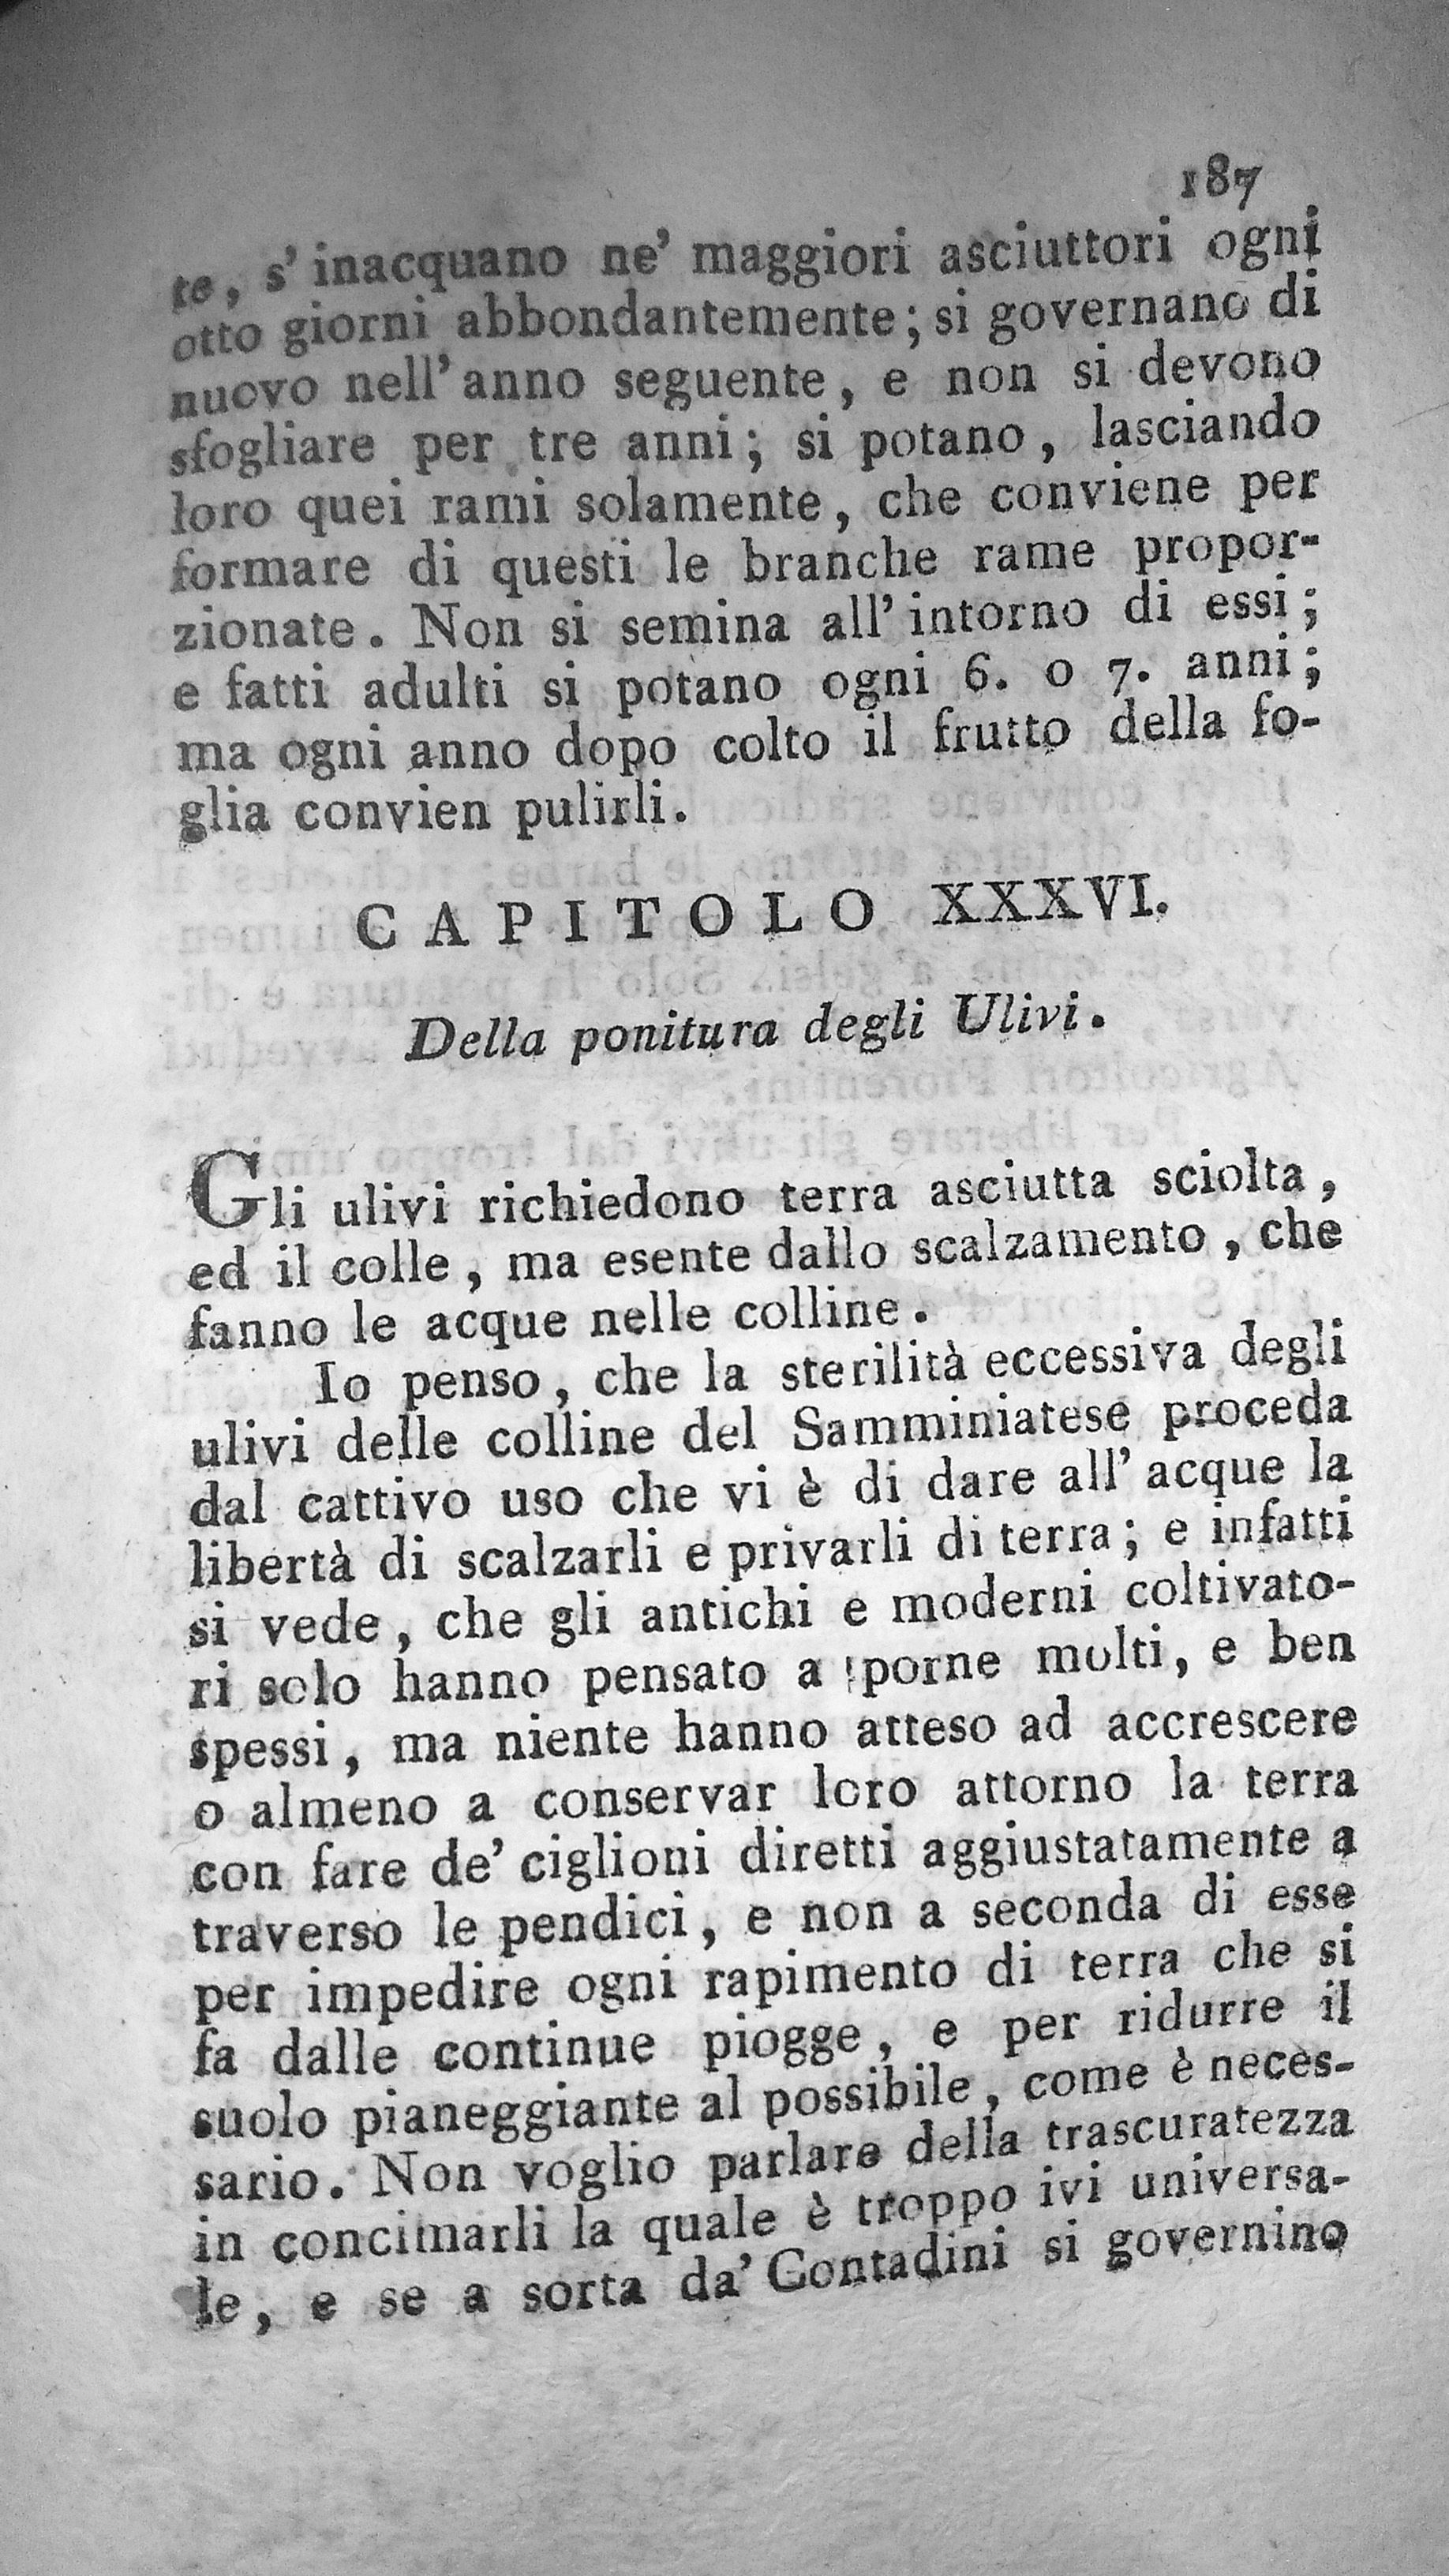 187
te, s' inacquano ne' maggiori asciuttori ogni
otto giorni abbondantemente; si governano di
nuovo nell' anno seguente, e non si devono
sfogliare per tre anni; si potano, lasciando
loro quei rami solamente, che conviene per
formare di questi le branche rame propor-
zionate. Non si semina all' intorno di essi;
e fatti adulti si potano ogni 6. o 7. anni;
ma ogni anno dopo colto il frutto della fo-
glia convien pulirli.
CAPITOLO XXXVI.
Della ponitura degli Ulivi.
Gli ulivi richiedono terra asciutta sciolta,
ed il colle, ma esente dallo scalzamento, che
fanno le acque nelle colline.
Io penso, che la sterilità eccessiva degli
ulivi delle colline del Samminiatese proceda
dal cattivo uso che vi è di dare all' acque la
libertà di scalzarli e privarli di terra; e infatti
si vede, che gli antichi e moderni coltivato-
ri solo hanno pensato a porne molti, e ben
spessi, ma niente hanno atteso ad accrescere
o almeno a conservar loro attorno la terra
con fare de' ciglioni diretti aggiustatamente a
traverso le pendici, e non a seconda di esse
per impedire ogni rapimento di terra che si
fa dalle continue piogge, e per ridurre il
suolo pianeggiante al possibile, come è neces-
sario. Non voglio parlare della trascuratezza
in concimarli la quale è troppo ivi universa-
le, e se a sorta da' Contadini si governino